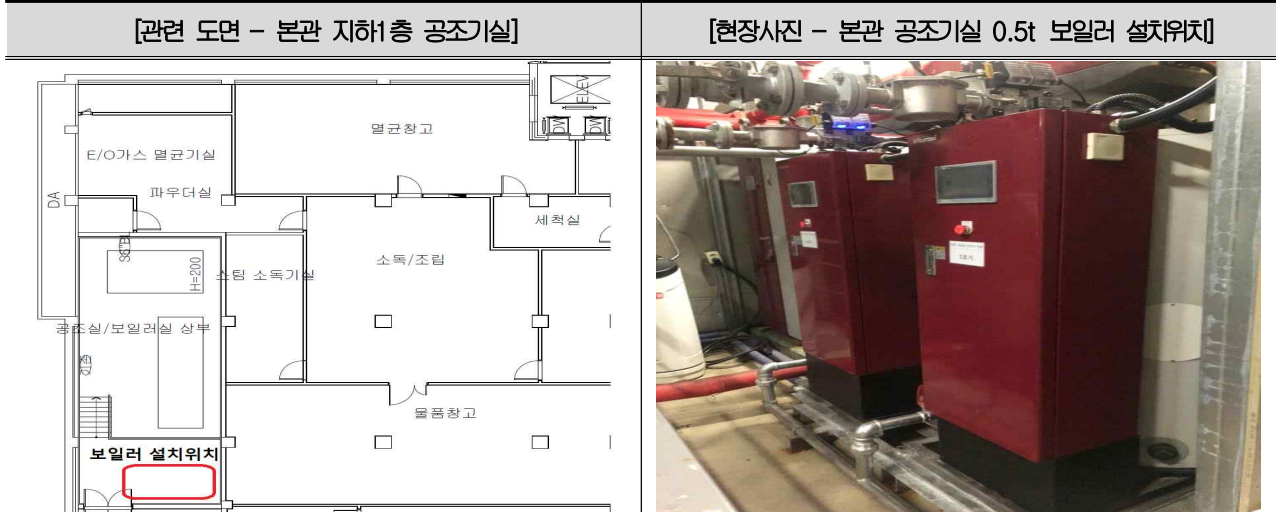 [관련 도면 - 본관 지하1층 공조기실]
[현장사진 - 본관 공조기실 0.5t 보일러 설치위치]
ELEV
멸균창고
E/O가스 멸균기실
파우더실
DA
세척실
소독/조립
스팀 소독기실
H=200
공조실/보일러실 상부
물품창고
보일러 설치위치